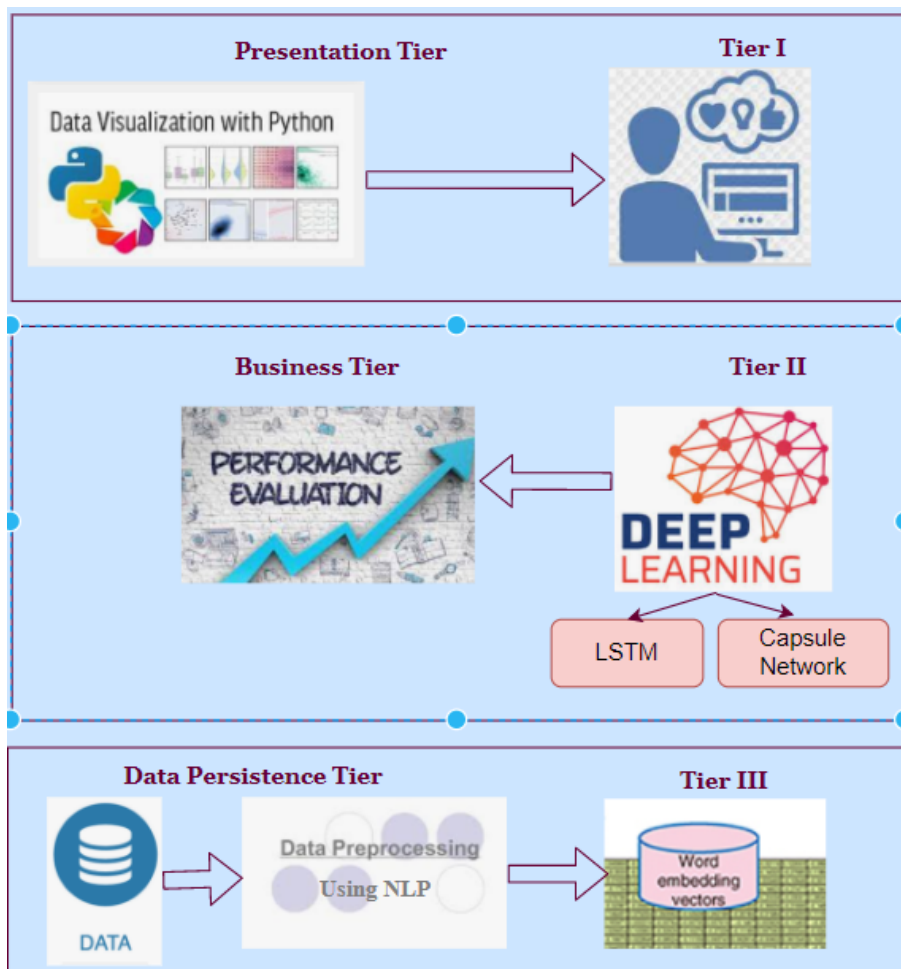 Presentation Tier
Tier I
Data Visualization with Python
Business Tier
Tier II
PERFORMANCE
EVALUATION
DEEP
LEARNING
LSTM
Capsule
Network
Data Persistence Tier
Tier III
DATA
Data Preprocessing
Using NLP
Word
embedding
vectors